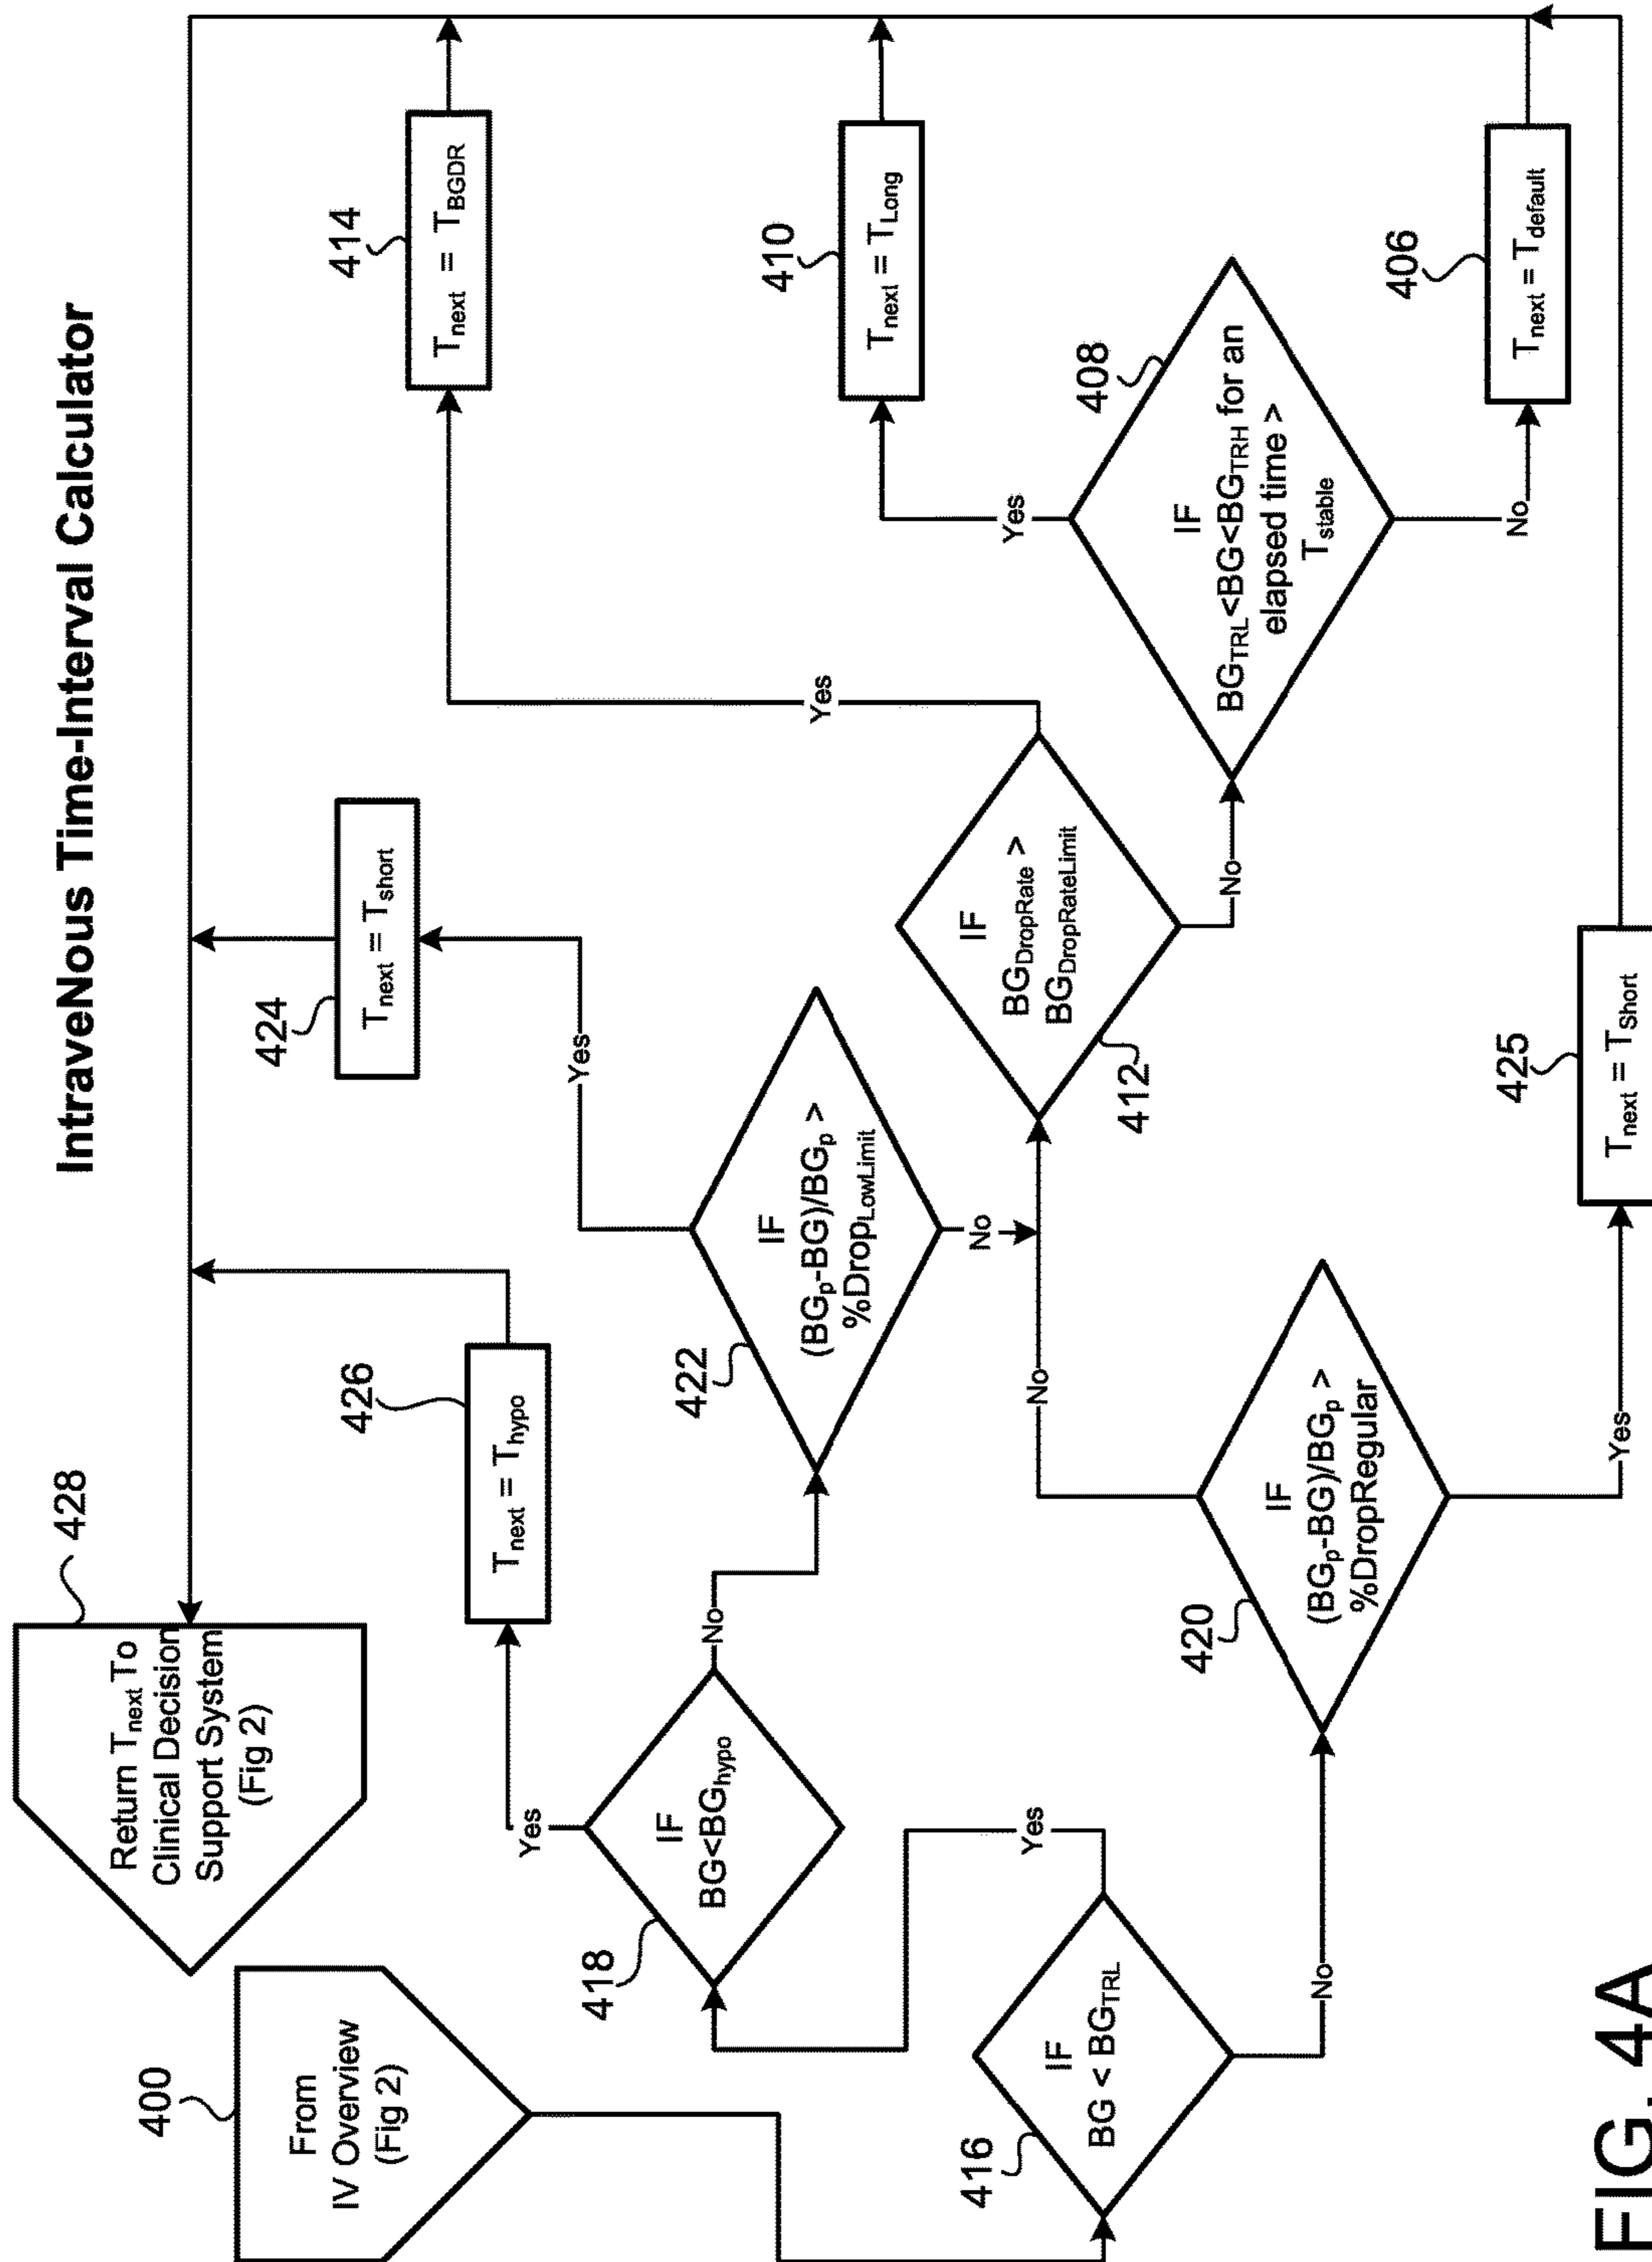 IntraveNous Time-Interval Calculator
400
From
IV Overview
(Fig 2)
428
Return Tnext To
Clinical Decision
Support System
(Fig 2)
416
IF
BG < BGTRL
Yes
No
418
IF
BG<BGhypo
Yes
No
426
Tnext = Thypo
422
IF
(BGp-BG)/BGp >
%DropLowLimit
Yes
No
424
Tnext = Tshort
420
IF
(BGp-BG)/BGp >
%DropRegular
No
Yes
425
Tnext = TShort
412
IF
BGDropRate >
BGDropRateLimit
Yes
No
414
Tnext = TBGDR
408
IF
BGTRL<BG<BGTRH for an
elapsed time >
Tstable
Yes
No
410
Tnext = TLong
406
Tnext = Tdefault
FIG. 4A